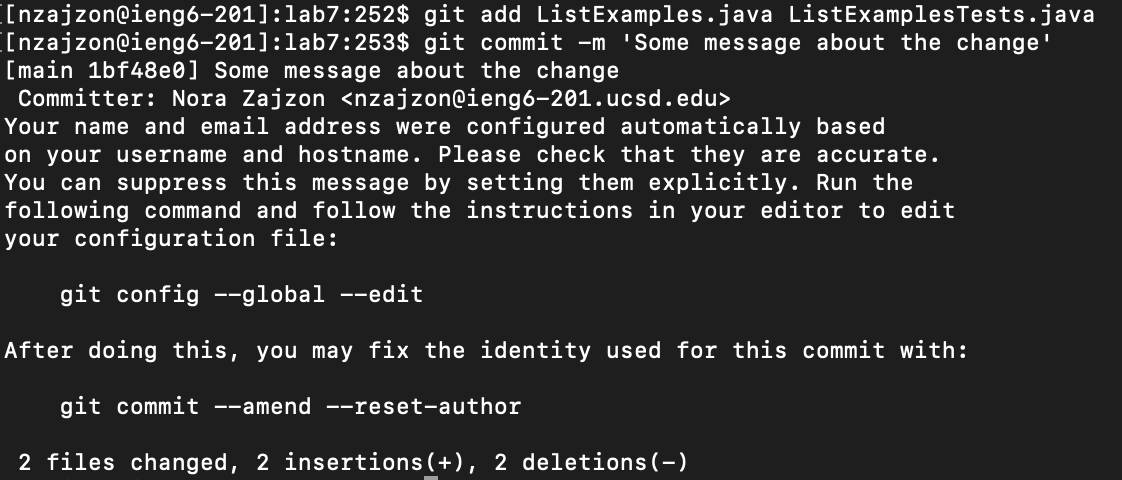 [nzajzon@ieng6-201]:lab7:252$ git add ListExamples.java ListExamplesTests.java
[nzajzon@ieng6-201]:lab7:253$ git commit -m 'Some message about the change'
[main 1bf48e0] Some message about the change
 Committer: Nora Zajzon <nzajzon@ieng6-201.ucsd.edu>
Your name and email address were configured automatically based
on your username and hostname. Please check that they are accurate.
You can suppress this message by setting them explicitly. Run the
following command and follow the instructions in your editor to edit
your configuration file:

    git config --global --edit

After doing this, you may fix the identity used for this commit with:

    git commit --amend --reset-author

 2 files changed, 2 insertions(+), 2 deletions(-)